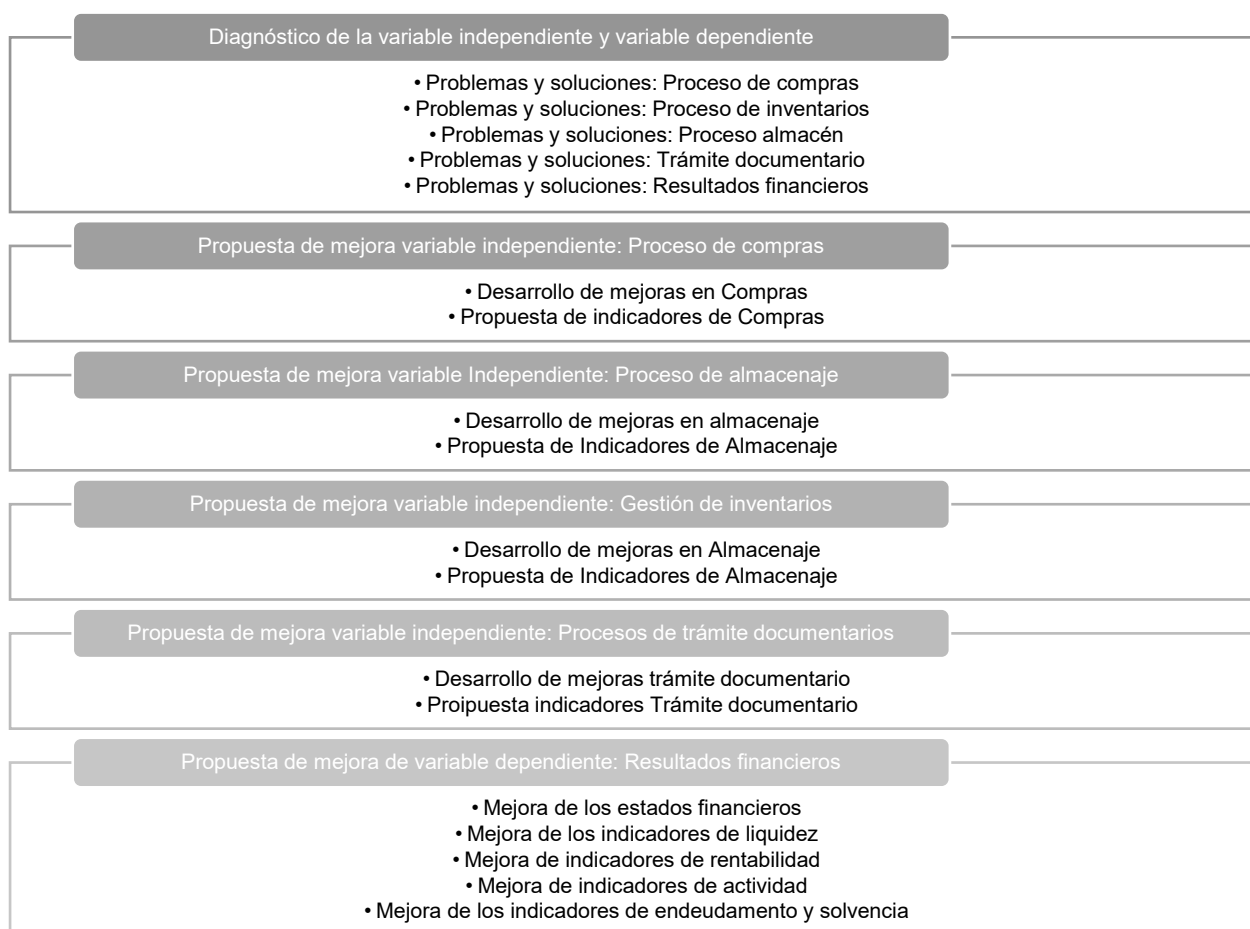 Diagnóstico de la variable independiente y variable dependiente
• Problemas y soluciones: Proceso de compras
• Problemas y soluciones: Proceso de inventarios
• Problemas y soluciones: Proceso almacén
• Problemas y soluciones: Trámite documentario
• Problemas y soluciones: Resultados financieros
Propuesta de mejora variable independiente: Proceso de compras
• Desarrollo de mejoras en Compras
• Propuesta de indicadores de Compras
Propuesta de mejora variable Independiente: Proceso de almacenaje
• Desarrollo de mejoras en almacenaje
• Propuesta de Indicadores de Almacenaje
Propuesta de mejora variable independiente: Gestión de inventarios
• Desarrollo de mejoras en Almacenaje
• Propuesta de Indicadores de Almacenaje
Propuesta de mejora variable independiente: Procesos de trámite documentarios
• Desarrollo de mejoras trámite documentario
• Proipuesta indicadores Trámite documentario
Propuesta de mejora de variable dependiente: Resultados financieros
• Mejora de los estados financieros
• Mejora de los indicadores de liquidez
• Mejora de indicadores de rentabilidad
• Mejora de indicadores de actividad
• Mejora de los indicadores de endeudamento y solvencia